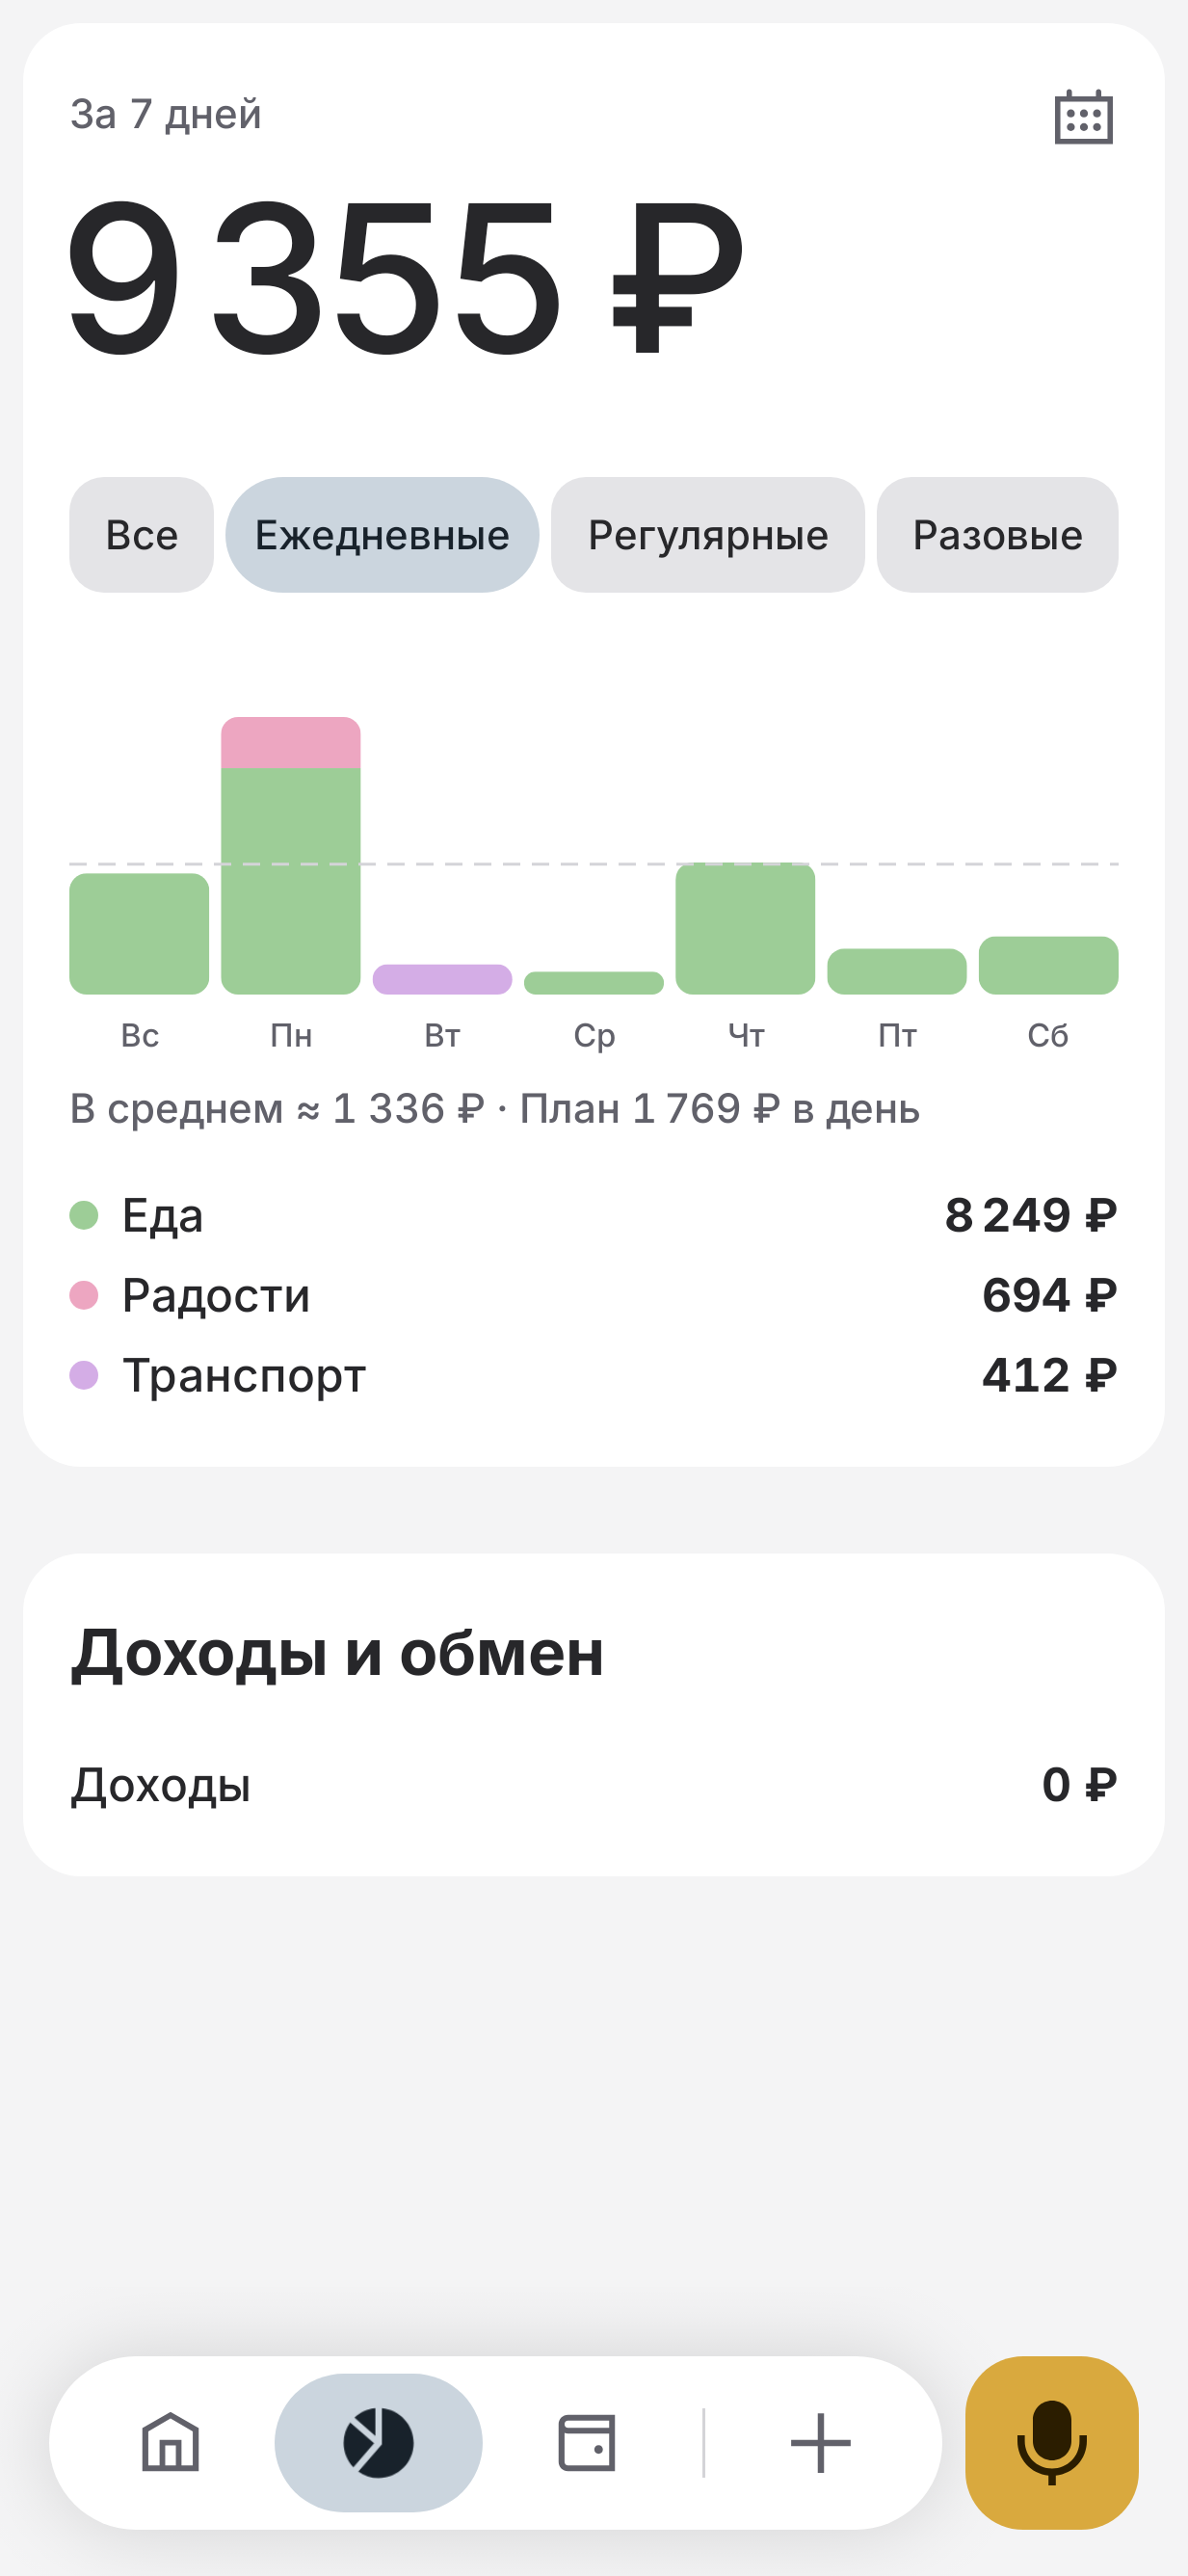 За 7 дней
9 355 ₽
Все Ежедневные Регулярные Разовые
Вс Пн Вт Ср Чт Пт Сб
В среднем ≈ 1 336 ₽ · План 1 769 ₽ в день
Еда 8 249 ₽
Радости 694 ₽
Транспорт 412 ₽
Доходы и обмен
Доходы 0 ₽